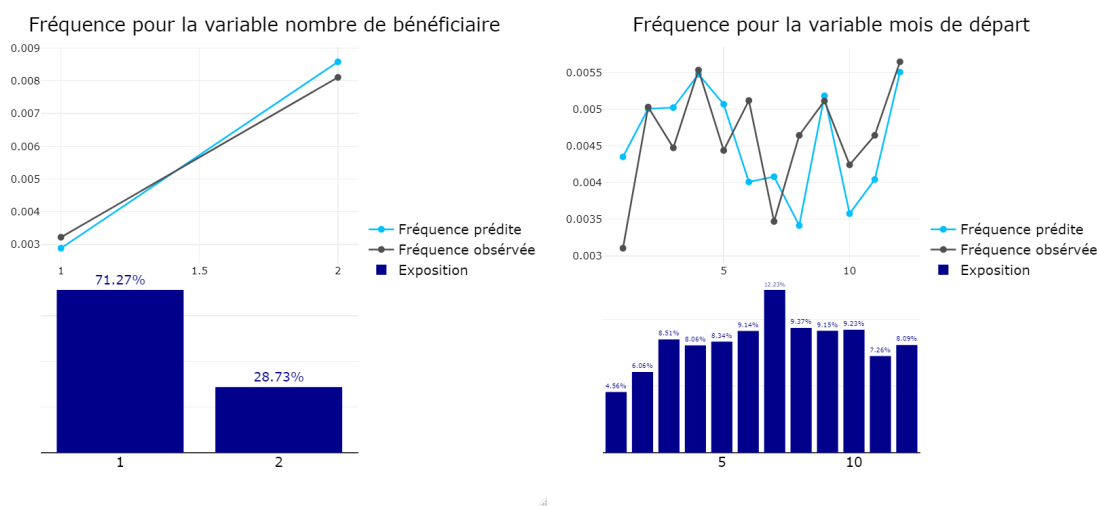 Fréquence pour la variable nombre de bénéficiaire
0.009
0.008
0.007
0.006
0.005
0.004
0.003
1 1.5 2
Fréquence prédite
Fréquence obsérvée
Exposition
71.27%
28.73%
1 2
Fréquence pour la variable mois de départ
0.0055
0.005
0.0045
0.004
0.0035
0.003
5 10
Fréquence prédite
Fréquence obsérvée
Exposition
4.56% 6.06% 8.51% 8.06% 8.34% 9.14% 12.23% 9.37% 9.15% 9.23% 7.26% 8.09%
5 10